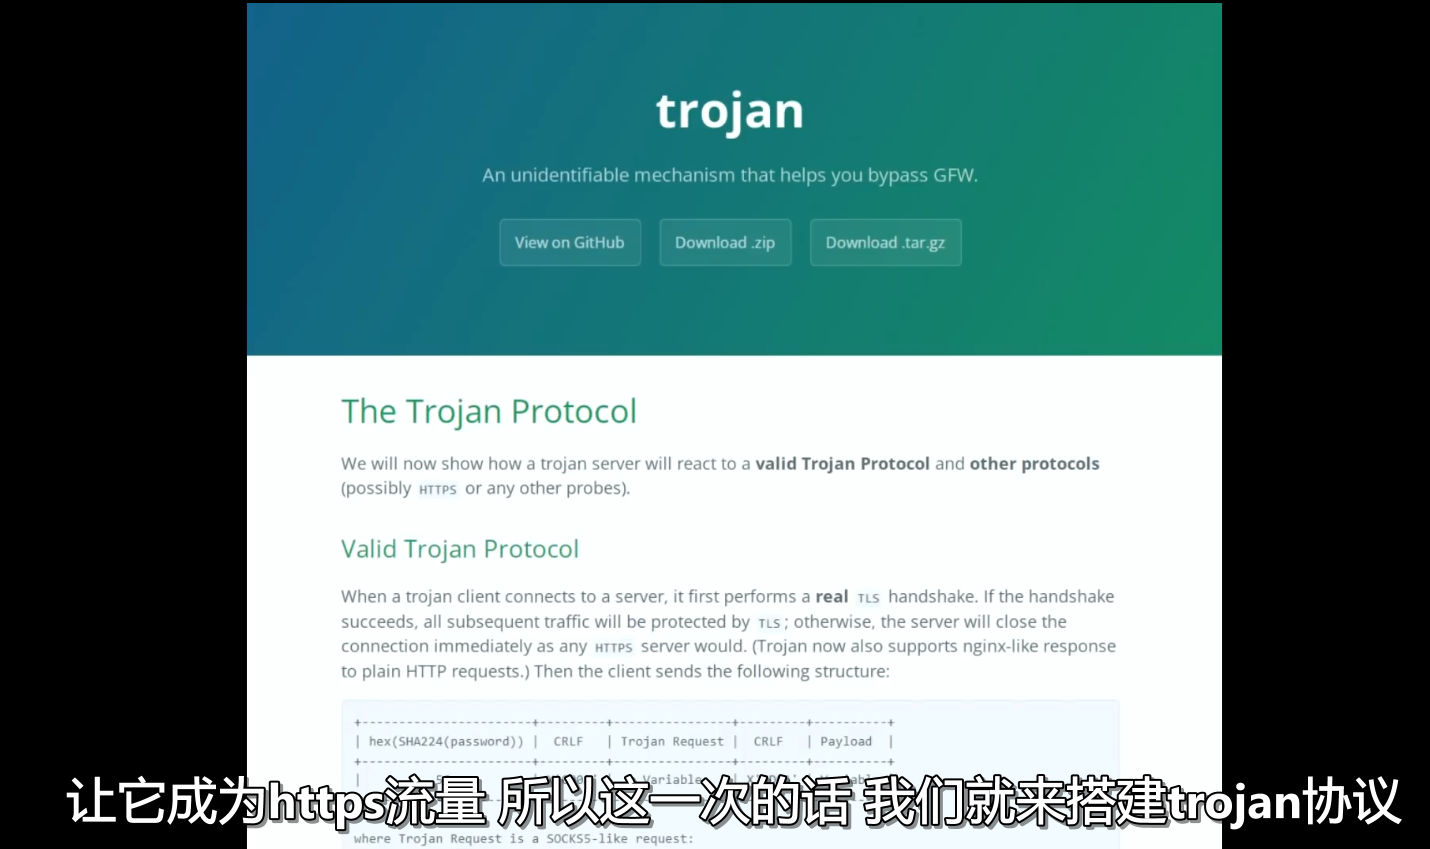 trojan
An unidentifiable mechanism that helps you bypass GFW.
View on GitHub
Download .zip
Download .tar.gz
The Trojan Protocol
We will now show how a trojan server will react to a valid Trojan Protocol and other protocols
(possibly HTTPS or any other probes).
Valid Trojan Protocol
When a trojan client connects to a server, it first performs a real TLS handshake. If the handshake
succeeds, all subsequent traffic will be protected by TLS; otherwise, the server will close the
connection immediately as any HTTPS server would. (Trojan now also supports nginx-like response
to plain HTTP requests.) Then the client sends the following structure:
+-----------------------+---------+----------------+---------+----------+
| hex(SHA224(password)) | CRLF | Trojan Request | CRLF | Payload |
+-----------------------+---------+----------------+---------+----------+
让它成为https流量 所以这一次的话 我们就来搭建trojan协议
where Trojan Request is a SOCKS5-like request: